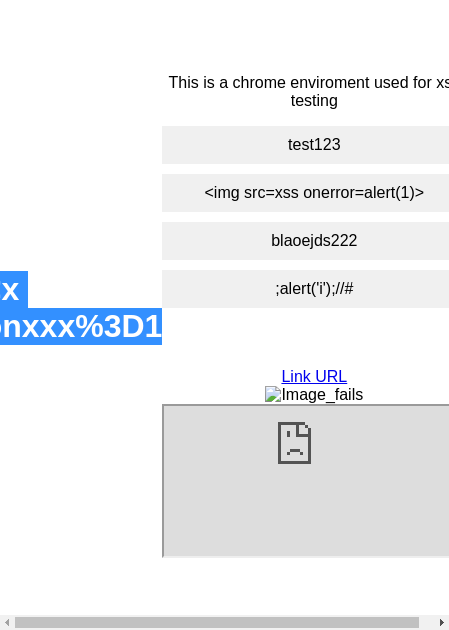 This is a chrome enviroment used for xs
testing
test123
<img src=xss onerror=alert(1)>
blaoejds222
;alert('i');//#
x
onxxx%3D1
Link URL
Image_fails